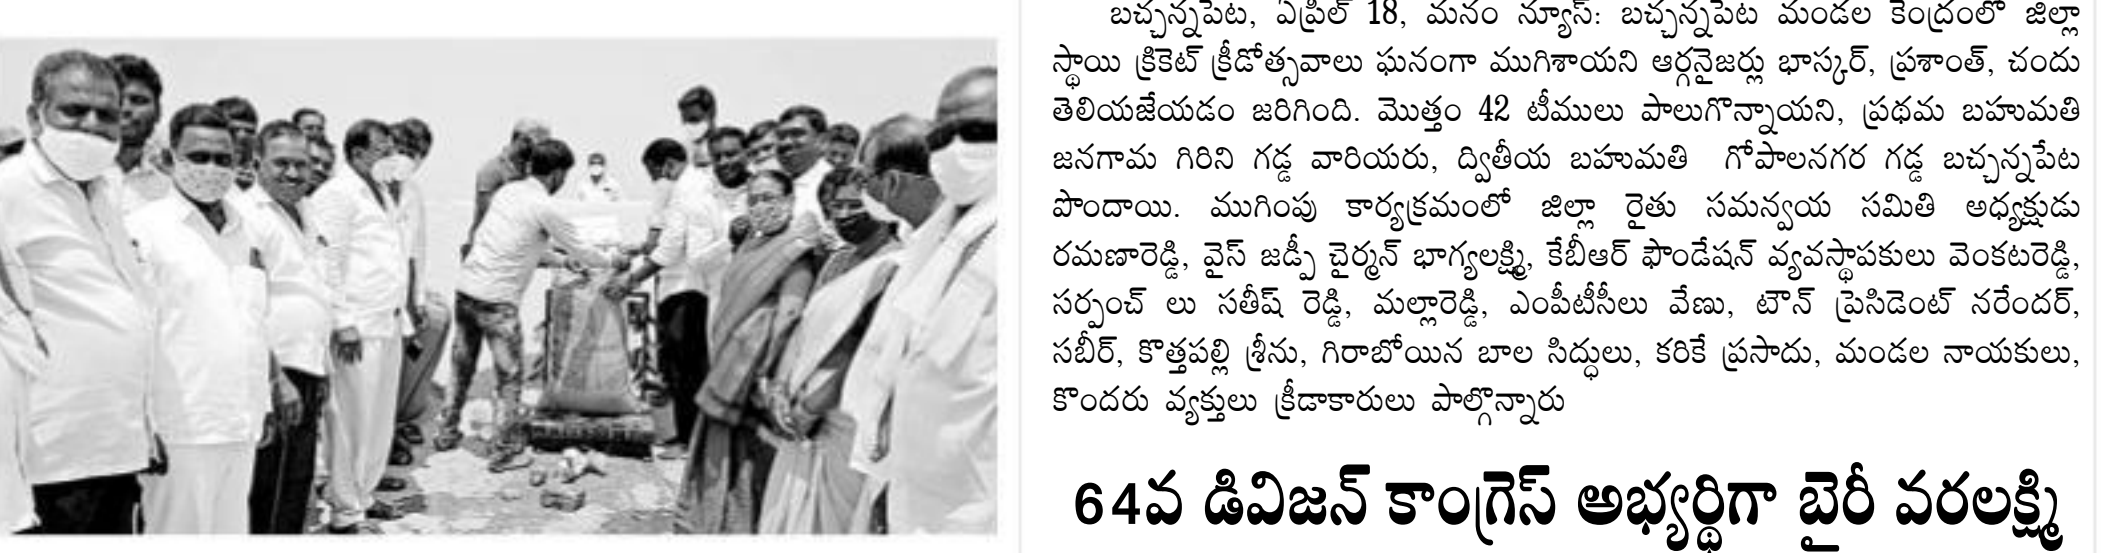 బచ్చన్నపేట, ఏప్రిల్ 18, మనం న్యూస్: బచ్చన్నపేట మండల కేంద్రంలో జిల్లా
స్థాయి క్రికెట్ క్రీడోత్సవాలు ఘనంగా ముగిశాయని ఆర్గనైజర్లు భాస్కర్, ప్రశాంత్, చందు
తెలియజేయడం జరిగింది. మొత్తం 42 టీములు పాలుగొన్నాయని, ప్రథమ బహుమతి
జనగామ గిరిని గడ్డ వారియరు, ద్వితీయ బహుమతి గోపాలనగర గడ్డ బచ్చన్నపేట
పొందాయి. ముగింపు కార్యక్రమంలో జిల్లా రైతు సమన్వయ సమితి అధ్యక్షుడు
రమణారెడ్డి, వైస్ జడ్పీ చైర్మన్ భాగ్యలక్ష్మి, కేబీఆర్ ఫౌండేషన్ వ్యవస్థాపకులు వెంకటరెడ్డి,
సర్పంచ్ లు సతీష్ రెడ్డి, మల్లారెడ్డి, ఎంపీటీసీలు వేణు, టౌన్ ప్రెసిడెంట్ నరేందర్,
సబీర్, కొత్తపల్లి శ్రీను, గిరాబోయిన బాల సిద్ధులు, కరికే ప్రసాదు, మండల నాయకులు,
కొందరు వ్యక్తులు క్రీడాకారులు పాల్గొన్నారు
64వ డివిజన్ కాంగ్రెస్ అభ్యర్థిగా బైరీ వరలక్ష్మి